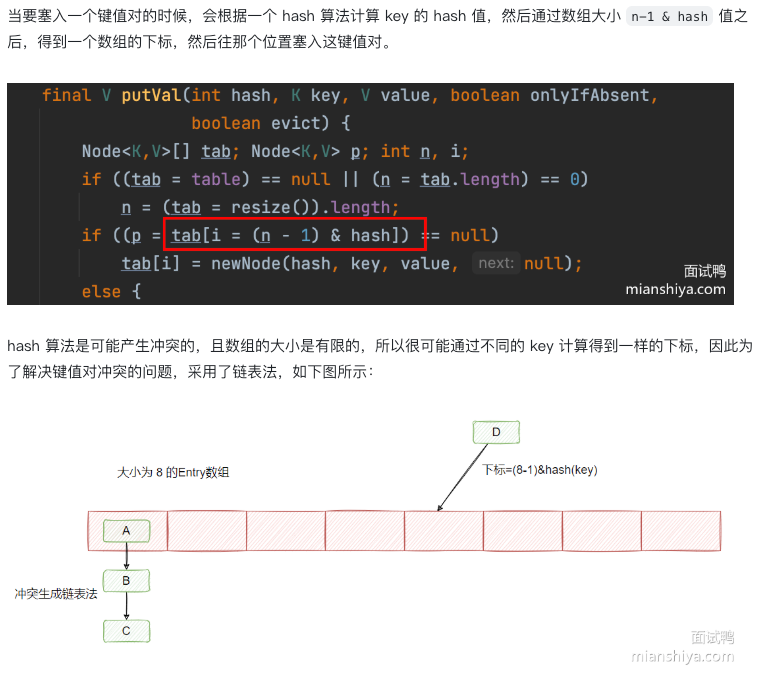 当要塞入一个键值对的时候，会根据一个 hash 算法计算 key 的 hash 值，然后通过数组大小 n-1 & hash 值之
后，得到一个数组的下标，然后往那个位置塞入这键值对。
final V putVal(int hash, K key, V value, boolean onlyIfAbsent,
boolean evict) {
Node<K,V>[] tab; Node<K,V> p; int n, i;
if ((tab = table) == null || (n = tab.length) == 0)
n = (tab = resize()).length;
if ((p = tab[i = (n - 1) & hash]) == null)
tab[i] = newNode(hash, key, value, next: null);
else {
面试鸭
mianshiya.com
hash 算法是可能产生冲突的，且数组的大小是有限的，所以很可能通过不同的 key 计算得到一样的下标，因此为
了解决键值对冲突的问题，采用了链表法，如下图所示：
D
大小为 8 的Entry数组
下标=(8-1)&hash(key)
A
B
冲突生成链表法
C
面试鸭
mianshiya.com